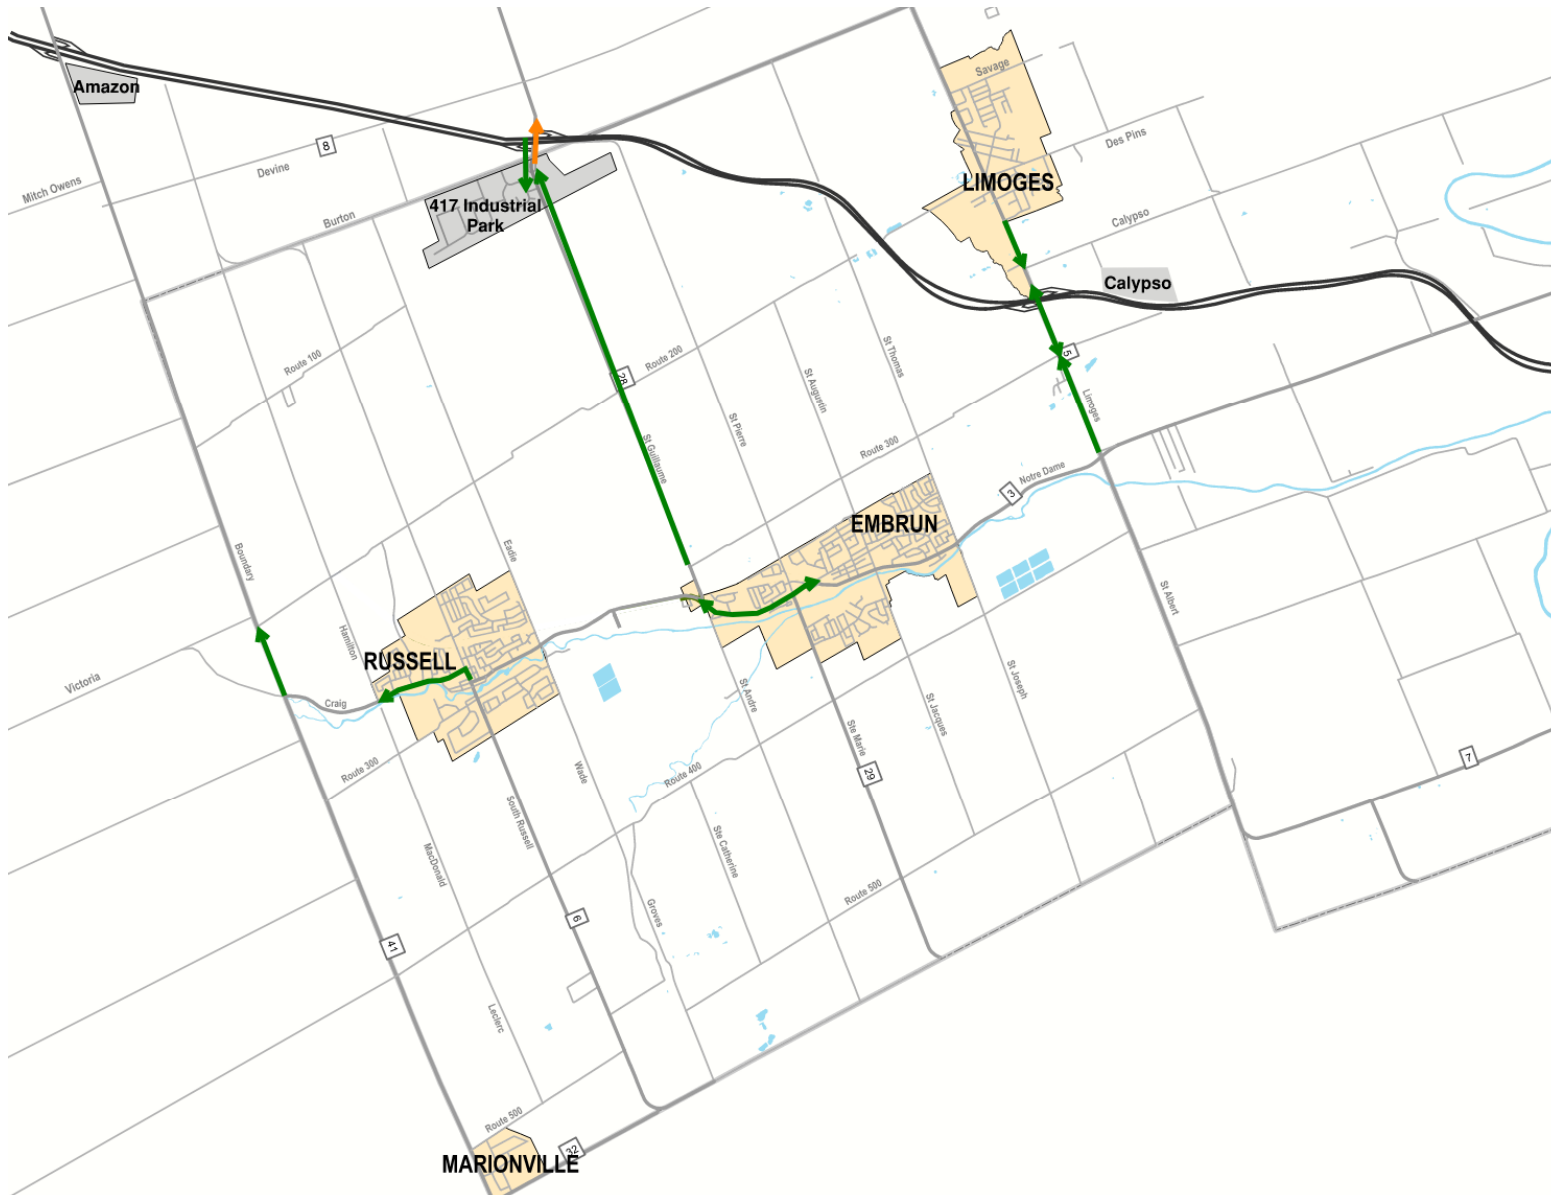 Amazon
Savage
8
Des Pins
Mitch Owens
Devine
LIMOGES
417 Industrial
Park
Burton
Calypso
Calypso
Route 100
Route 200
28
St Thomas
5
St Augustin
Limoges
St Pierre
St Guillaume
Route 300
Notre Dame
3
EMBRUN
Boundary
Eadie
St Albert
Hamilton
RUSSELL
Victoria
Craig
St Andre
St Joseph
St Jacques
Ste Marie
Route 300
Wade
Route 400
29
7
South Russell
Ste Catherine
MacDonald
Route 500
Groves
6
41
Leclerc
Route 500
32
MARIONVILLE